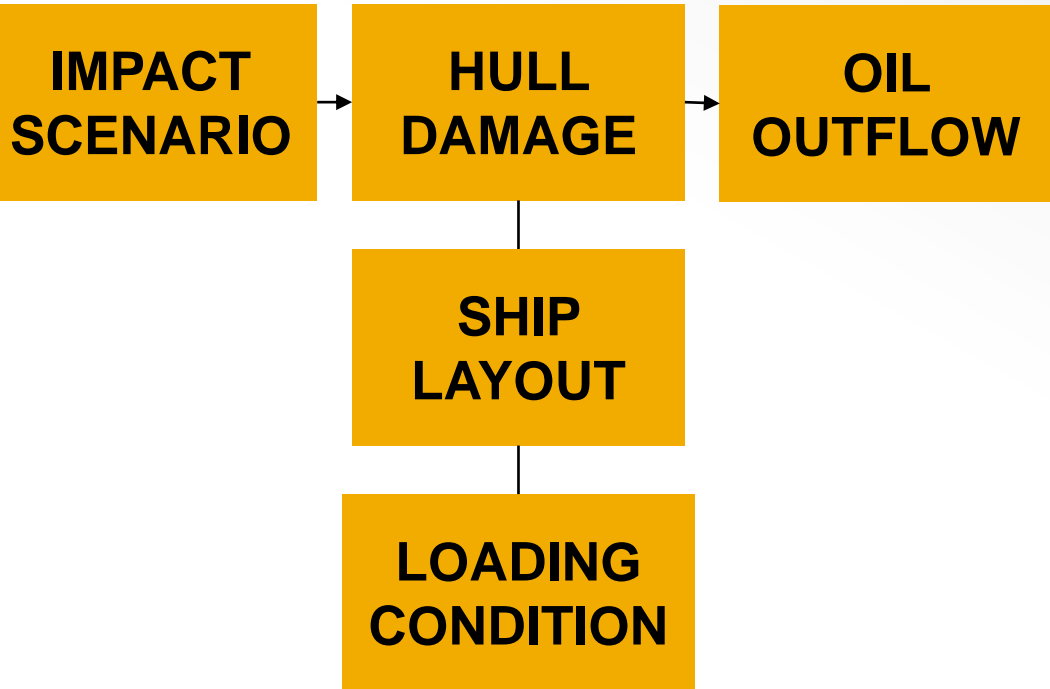 IMPACT
SCENARIO
HULL
DAMAGE
OIL
OUTFLOW
SHIP
LAYOUT
LOADING
CONDITION